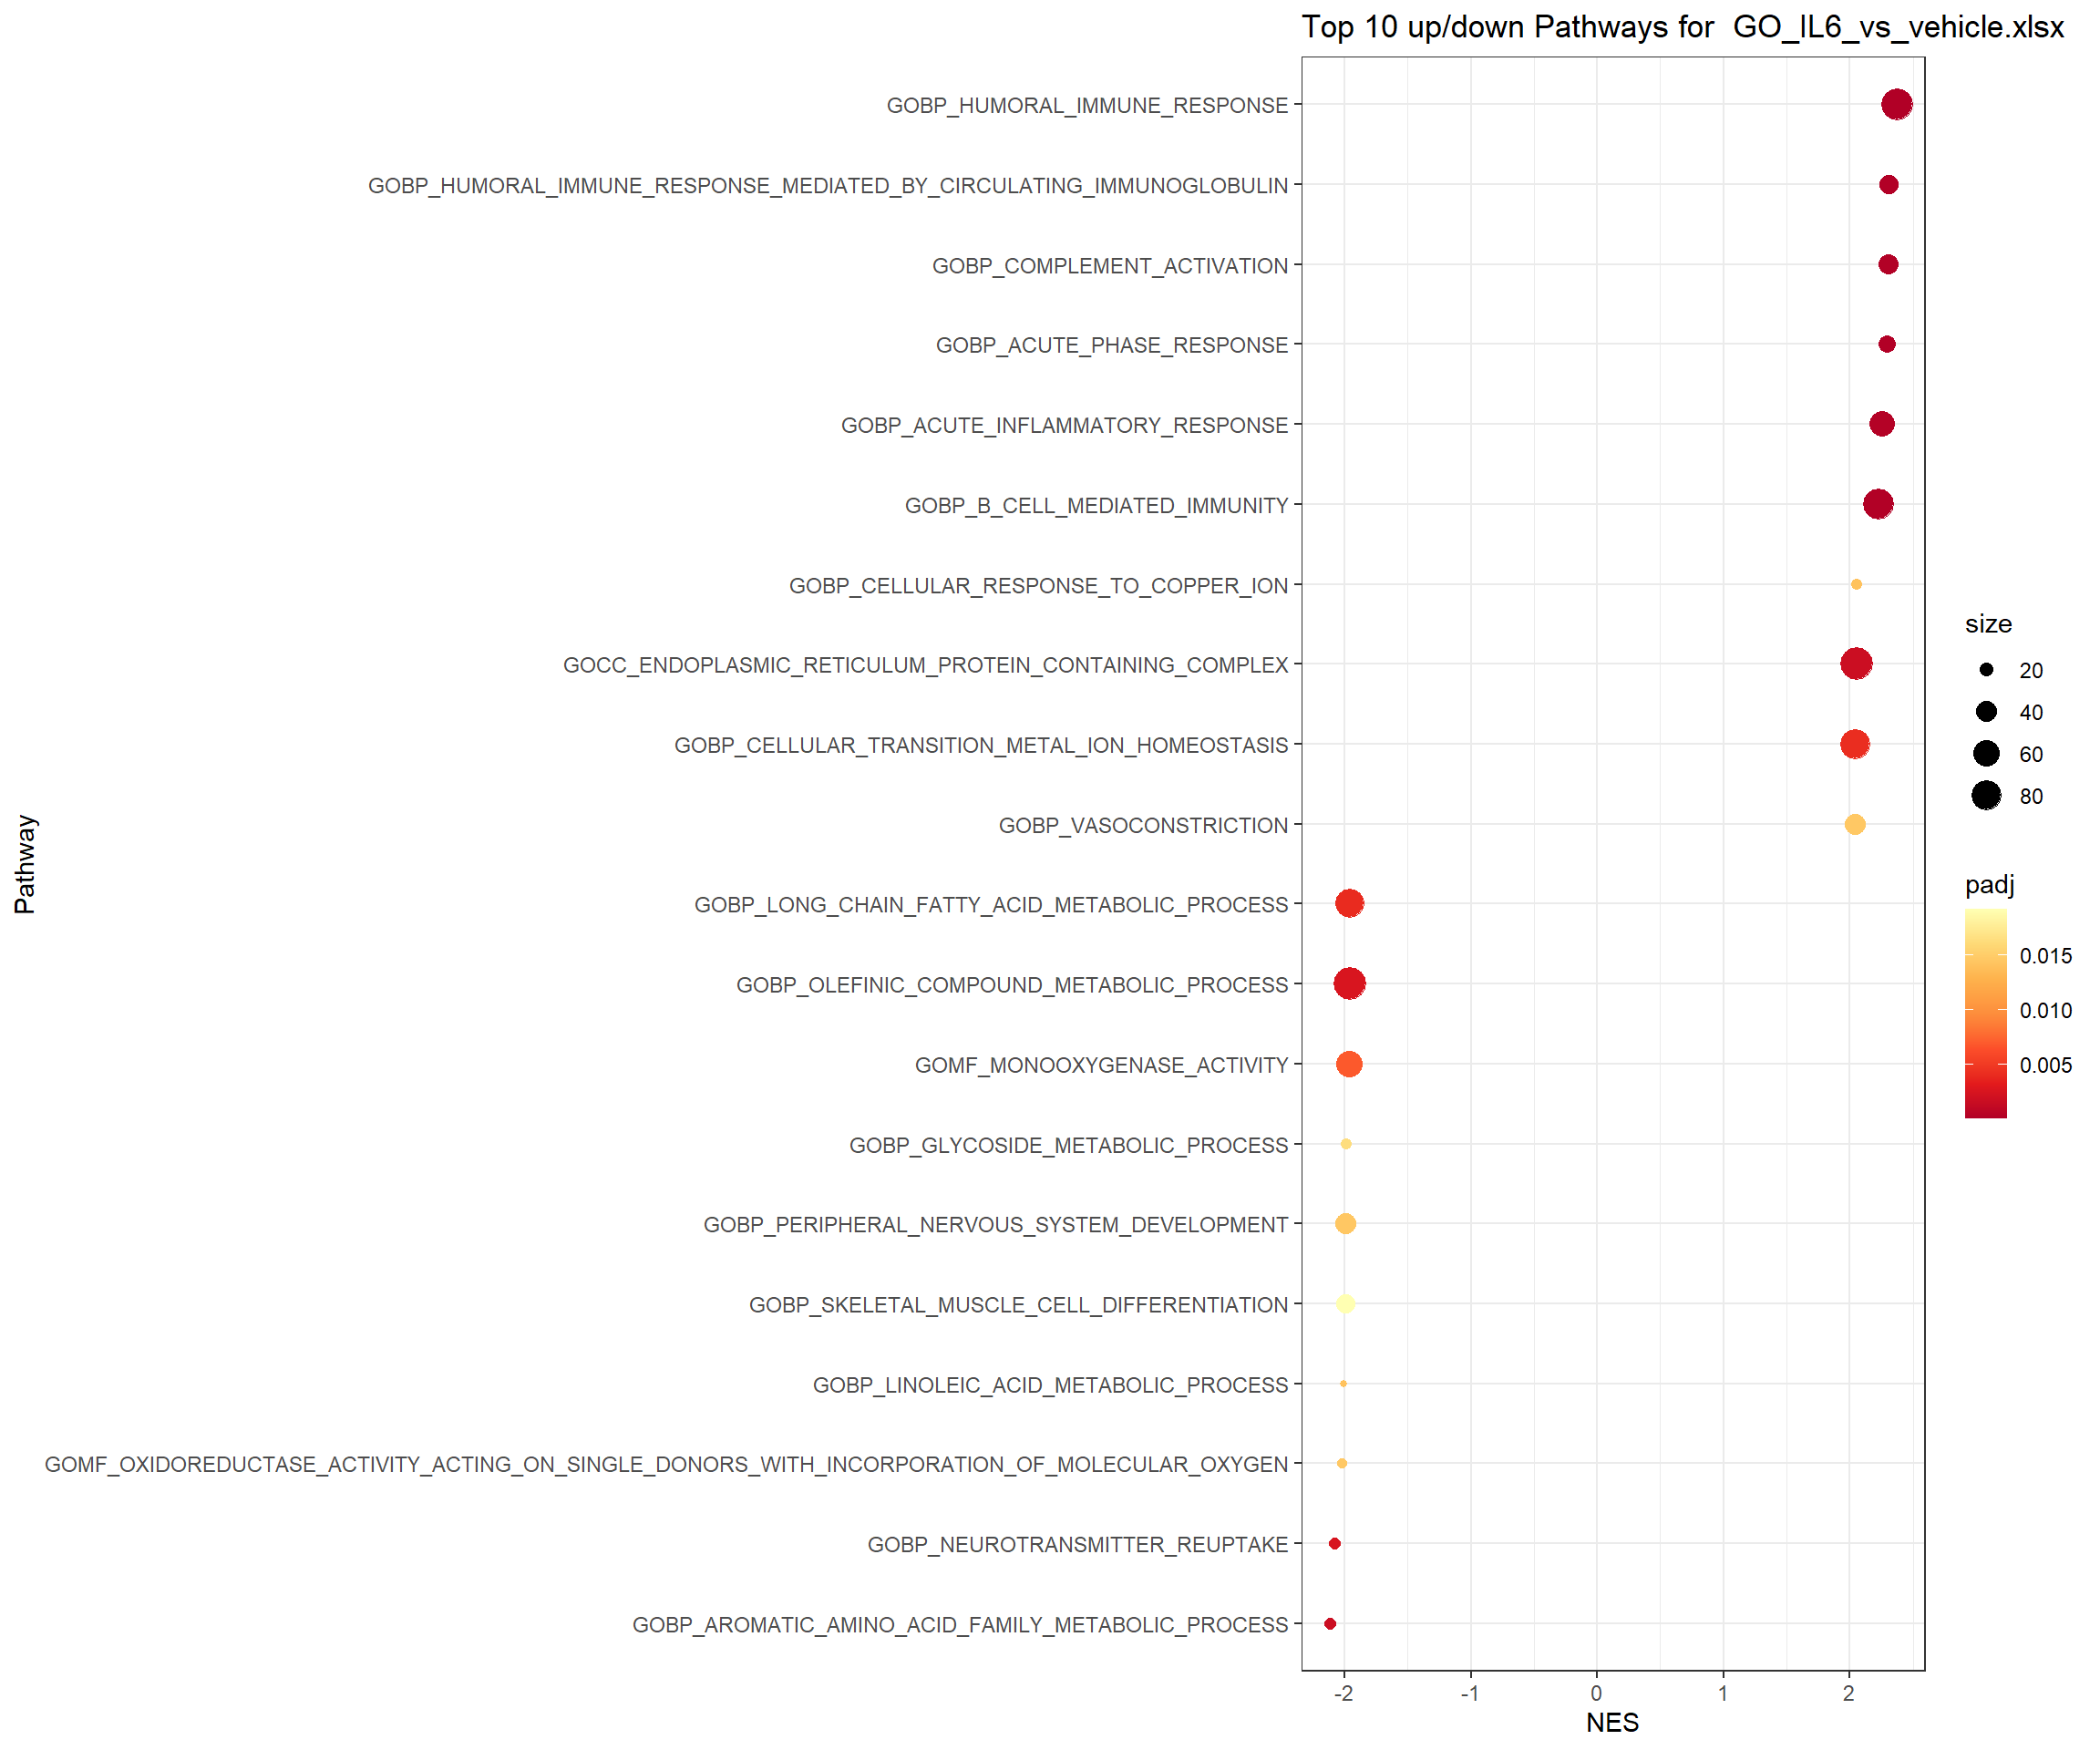 Top 10 up/down Pathways for  GO_IL6_vs_vehicle.xlsx
Pathway
GOBP_HUMORAL_IMMUNE_RESPONSE
GOBP_HUMORAL_IMMUNE_RESPONSE_MEDIATED_BY_CIRCULATING_IMMUNOGLOBULIN
GOBP_COMPLEMENT_ACTIVATION
GOBP_ACUTE_PHASE_RESPONSE
GOBP_ACUTE_INFLAMMATORY_RESPONSE
GOBP_B_CELL_MEDIATED_IMMUNITY
GOBP_CELLULAR_RESPONSE_TO_COPPER_ION
GOCC_ENDOPLASMIC_RETICULUM_PROTEIN_CONTAINING_COMPLEX
GOBP_CELLULAR_TRANSITION_METAL_ION_HOMEOSTASIS
GOBP_VASOCONSTRICTION
GOBP_LONG_CHAIN_FATTY_ACID_METABOLIC_PROCESS
GOBP_OLEFINIC_COMPOUND_METABOLIC_PROCESS
GOMF_MONOOXYGENASE_ACTIVITY
GOBP_GLYCOSIDE_METABOLIC_PROCESS
GOBP_PERIPHERAL_NERVOUS_SYSTEM_DEVELOPMENT
GOBP_SKELETAL_MUSCLE_CELL_DIFFERENTIATION
GOBP_LINOLEIC_ACID_METABOLIC_PROCESS
GOMF_OXIDOREDUCTASE_ACTIVITY_ACTING_ON_SINGLE_DONORS_WITH_INCORPORATION_OF_MOLECULAR_OXYGEN
GOBP_NEUROTRANSMITTER_REUPTAKE
GOBP_AROMATIC_AMINO_ACID_FAMILY_METABOLIC_PROCESS
-2 -1 0 1 2
NES
size
20
40
60
80
padj
0.015
0.010
0.005